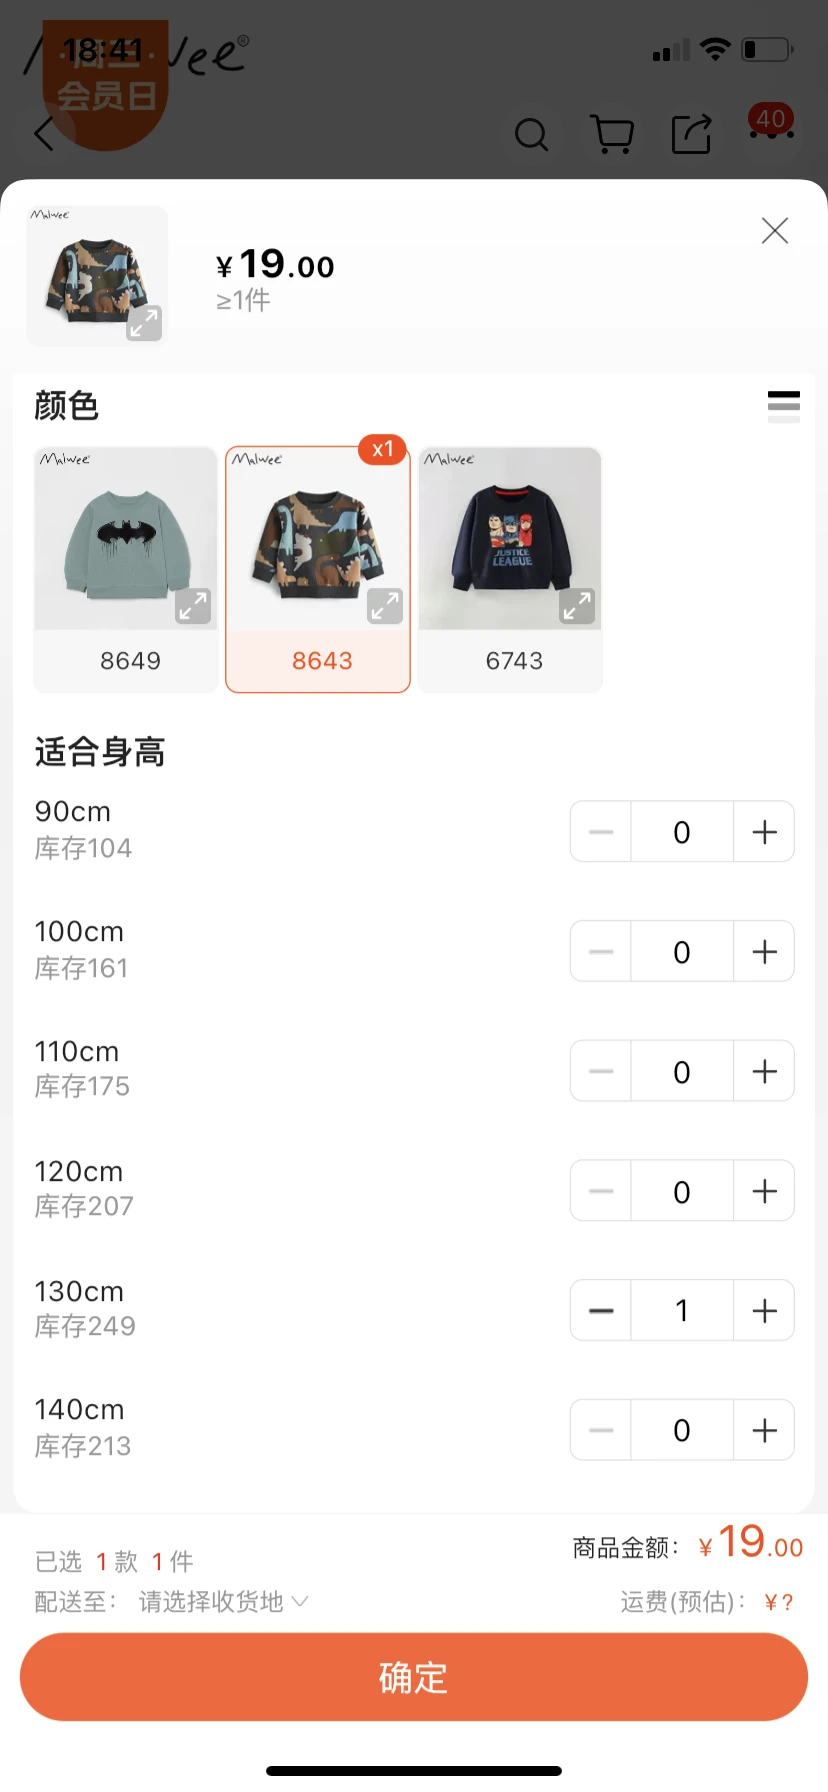 18:41
Malwee®
周三
会员日
40
Malwee
¥19.00
≥1件
颜色
x1
Malwee
Malwee
Malwee
JUSTICE
LEAGUE
8649
8643
6743
适合身高
90cm
库存104
0
100cm
库存161
0
110cm
库存175
0
120cm
库存207
0
130cm
库存249
1
140cm
库存213
0
已选 1 款 1 件
商品金额：¥19.00
配送至：请选择收货地
运费(预估)：¥?
确定